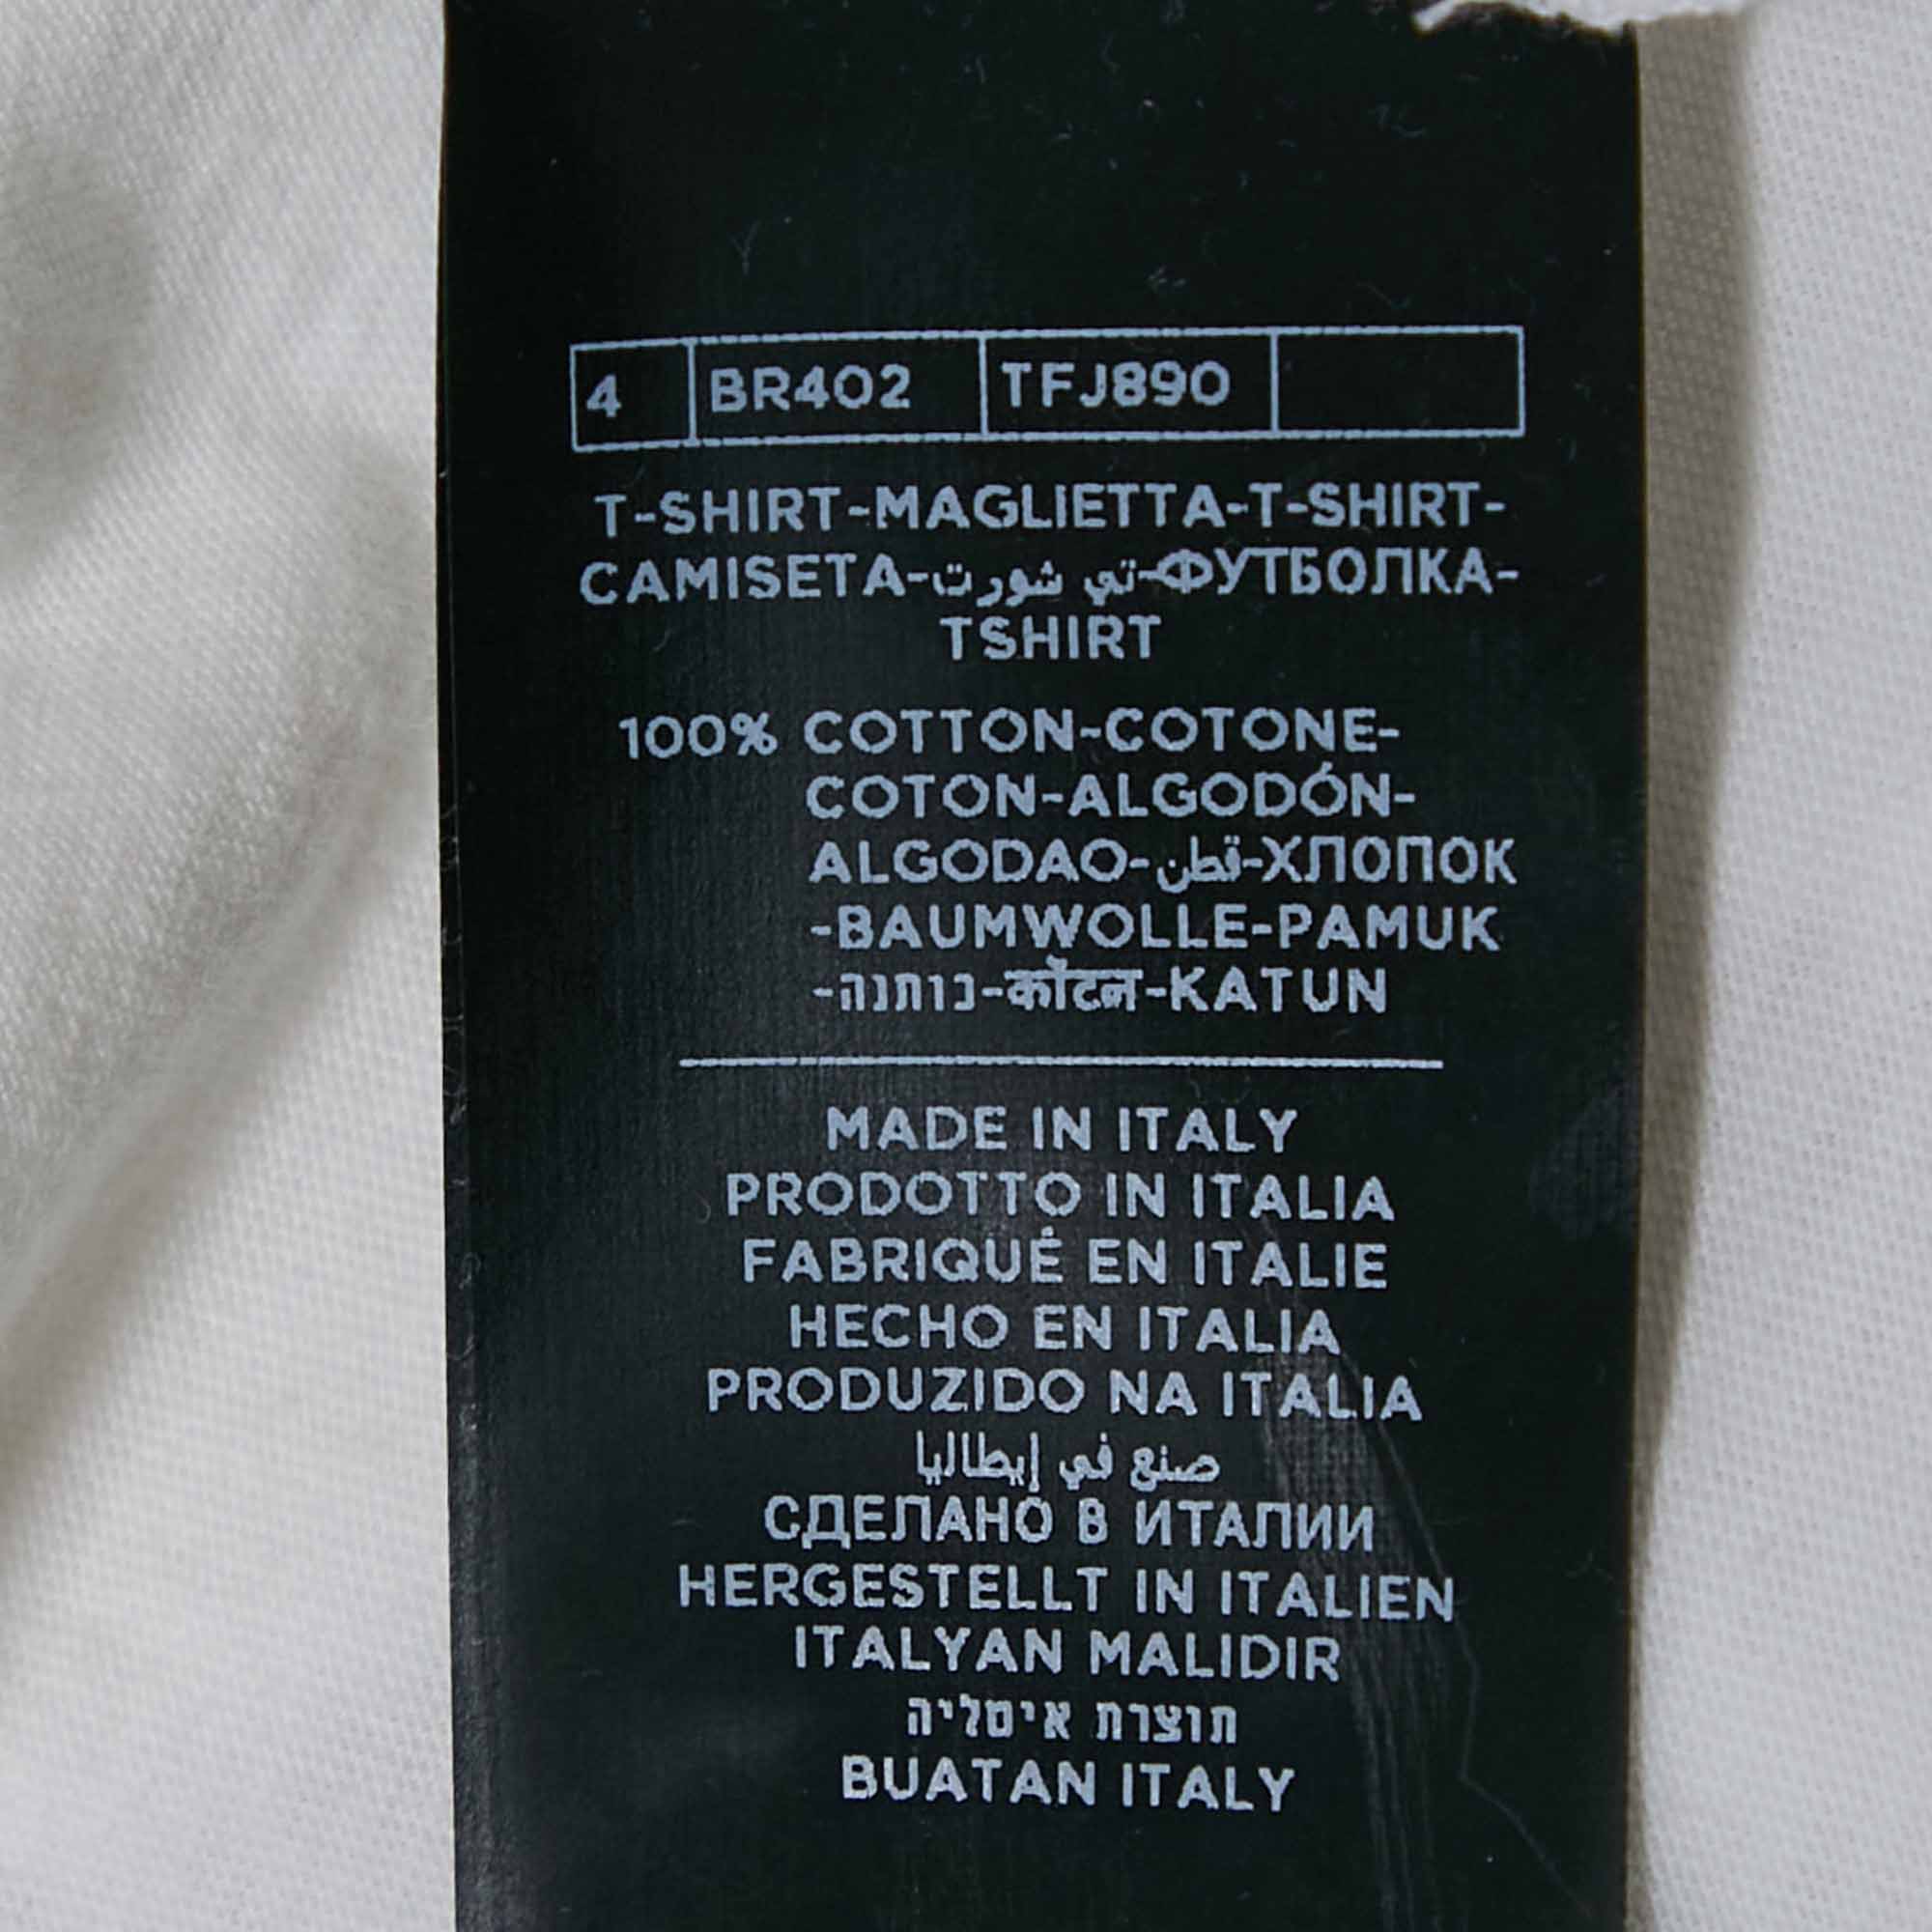 4 BR402 TFJ890
T-SHIRT-MAGLIETTA-T-SHIRT-
CAMISETA-تي شورت-ФУТБОЛКА-
TSHIRT
100% COTTON-COTONE-
COTON-ALGODÓN-
ALGODAO-قطن-ХЛОПОК
-BAUMWOLLE-PAMUK
-כותנה-कॉटन-KATUN
MADE IN ITALY
PRODOTTO IN ITALIA
FABRIQUÉ EN ITALIE
HECHO EN ITALIA
PRODUZIDO NA ITALIA
صنع في إيطاليا
СДЕЛАНО В ИТАЛИИ
HERGESTELLT IN ITALIEN
ITALYAN MALIDIR
תוצרת איטליה
BUATAN ITALY